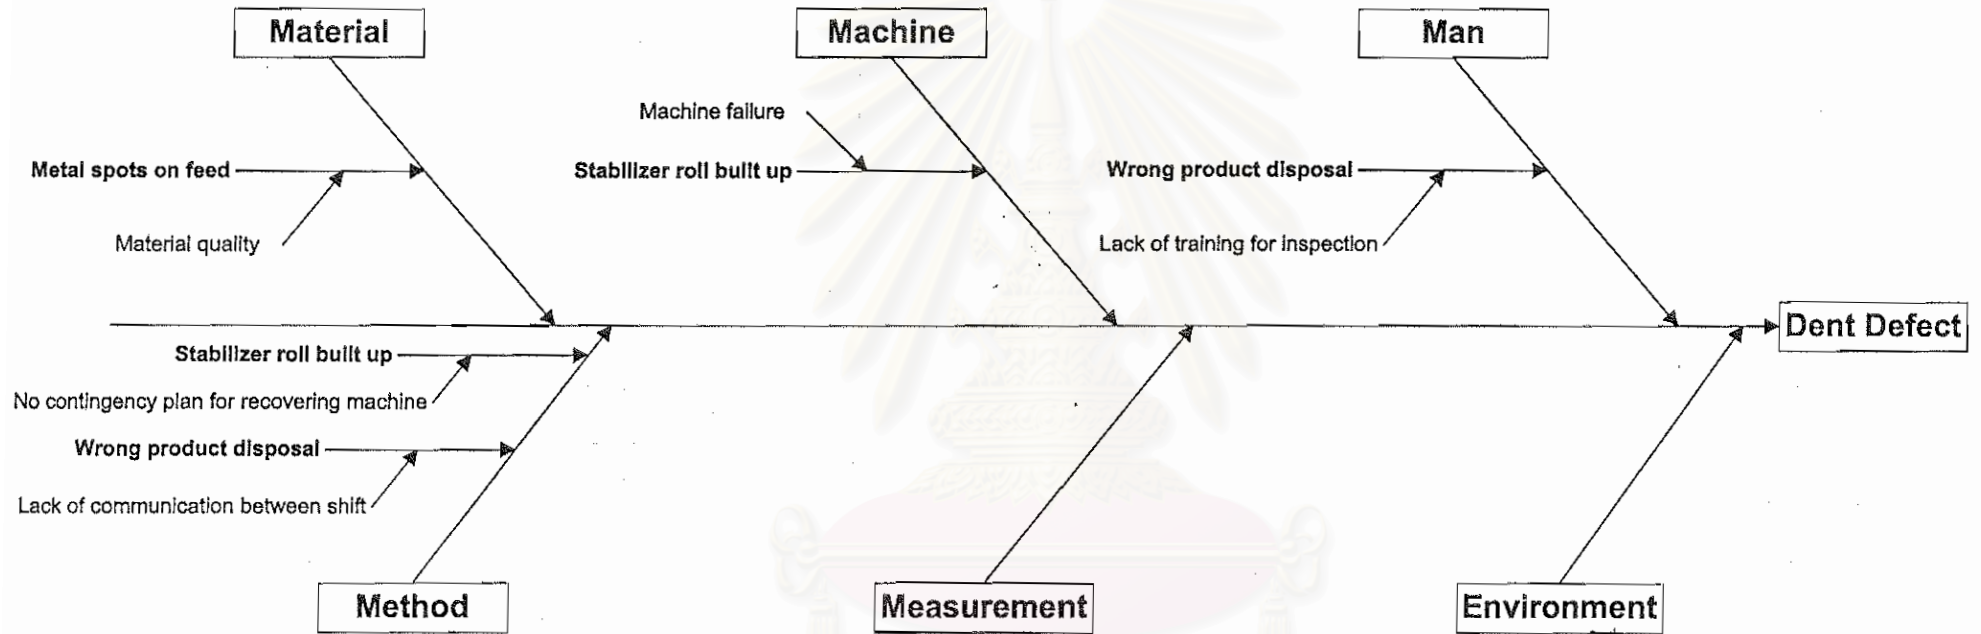 Material
Machine
Man
Machine failure
Metal spots on feed
Stabilizer roll built up
Wrong product disposal
Material quality
Lack of training for inspection
Dent Defect
Stabilizer roll built up
No contingency plan for recovering machine
Wrong product disposal
Lack of communication between shift
Method
Measurement
Environment